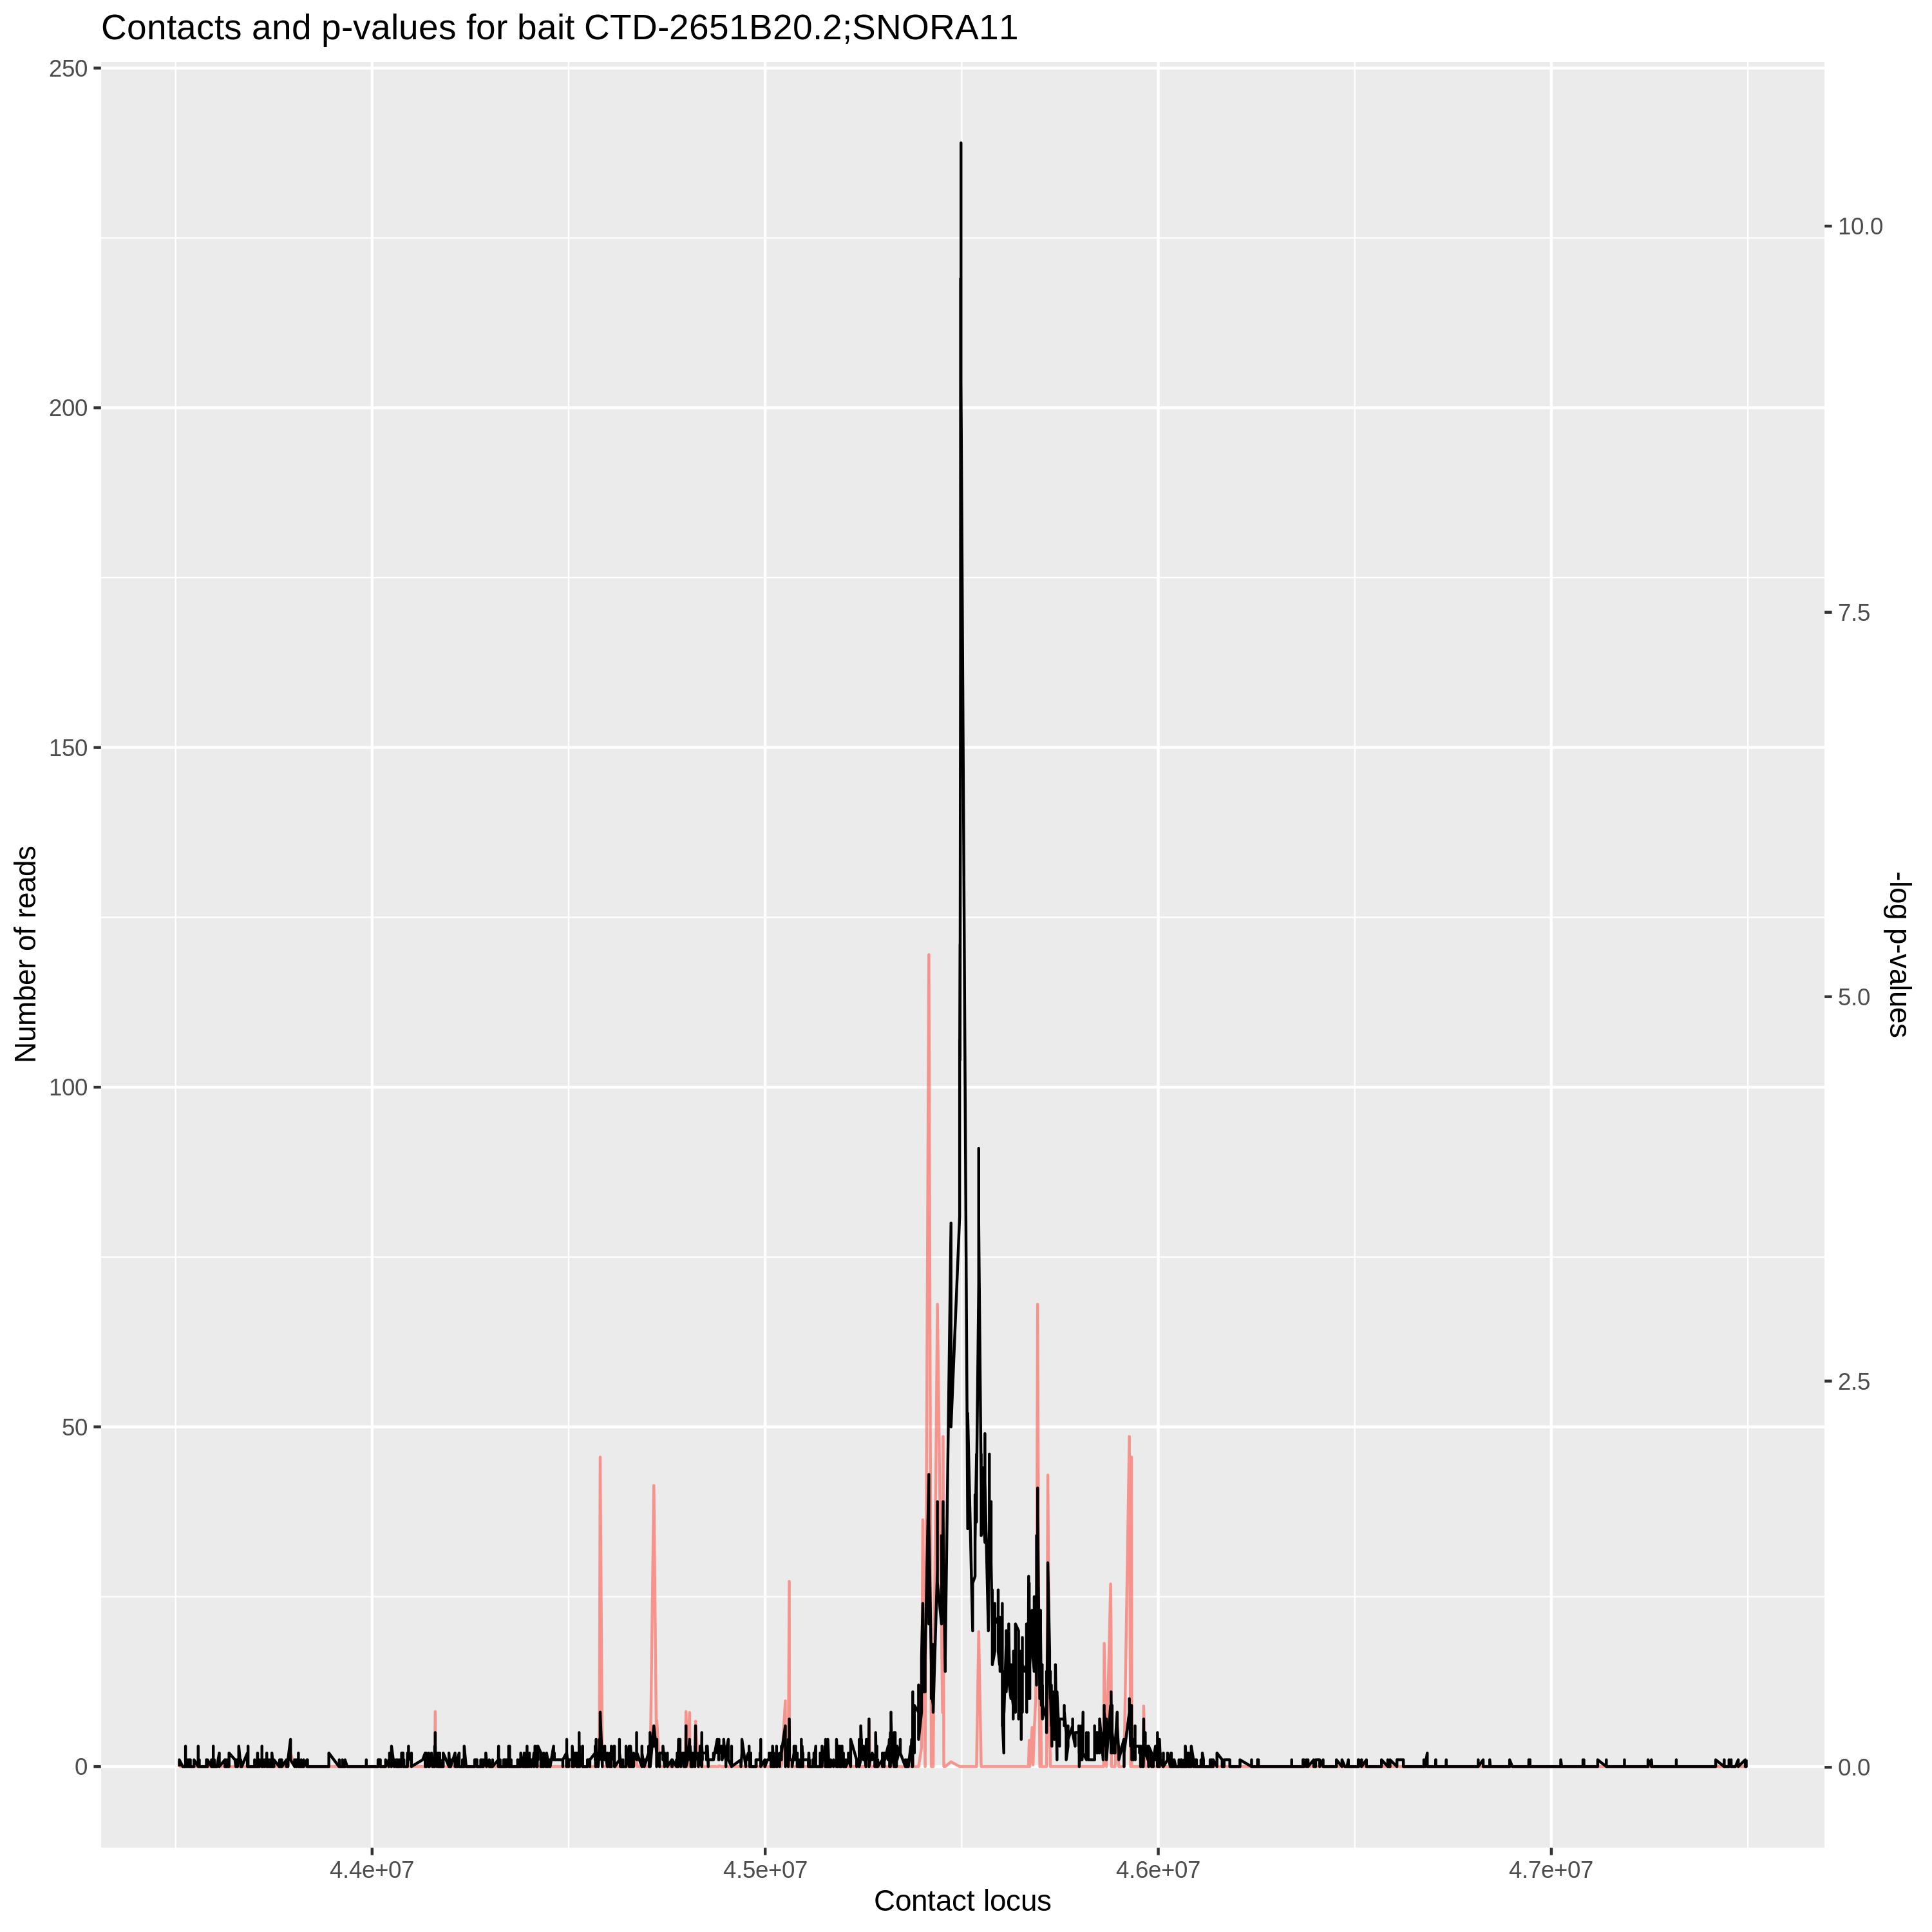 Contacts and p-values for bait CTD-2651B20.2;SNORA11
250
200
150
100
50
0
Number of reads
10.0
7.5
5.0
2.5
0.0
-log p-values
4.4e+07
4.5e+07
4.6e+07
4.7e+07
Contact locus